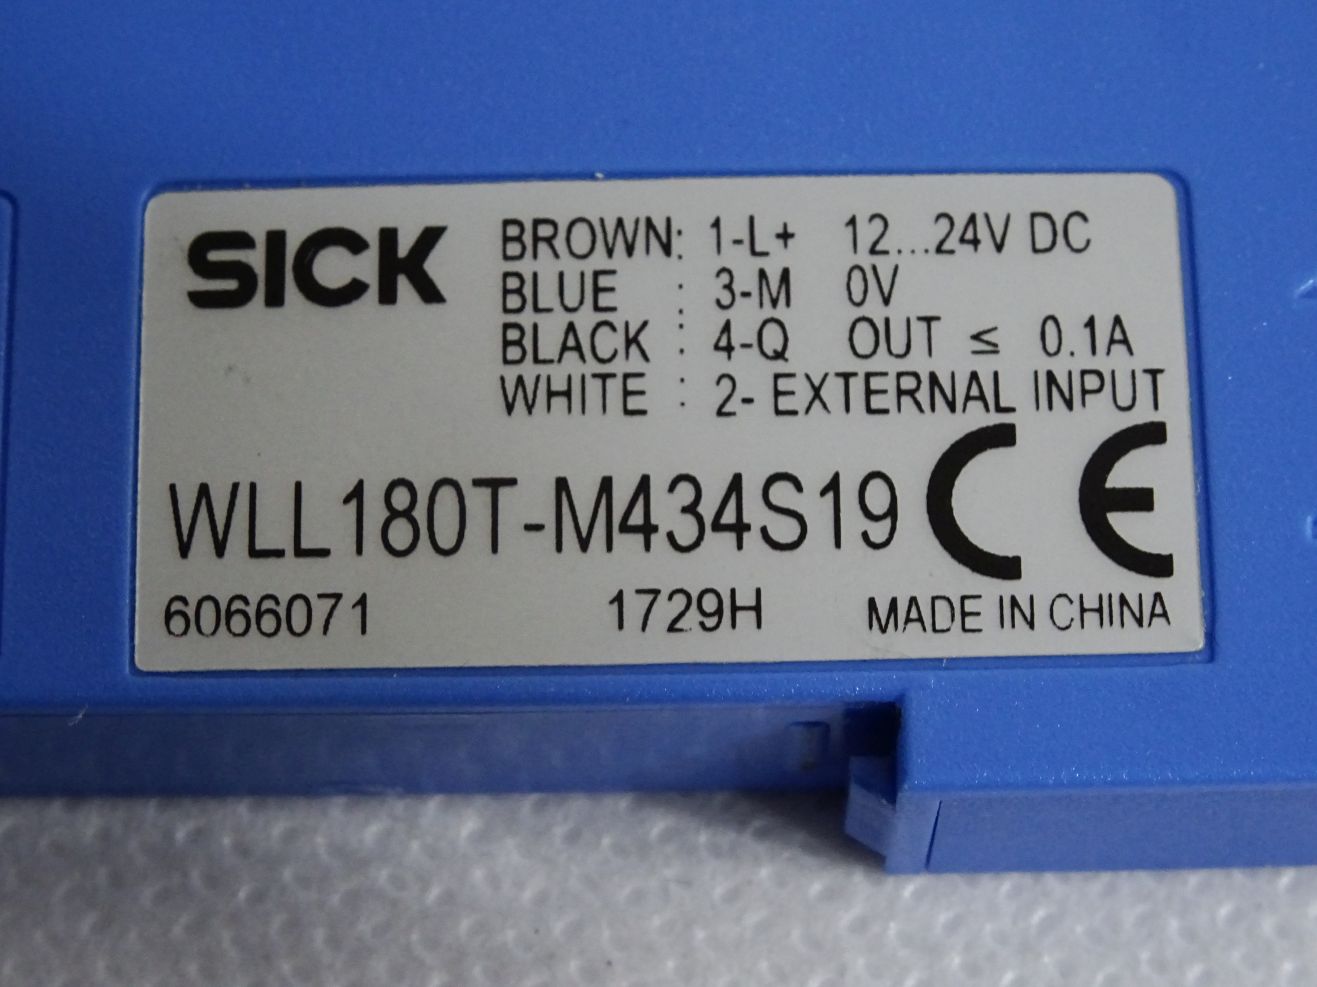 SICK
BROWN: 1-L+ 12...24V DC
BLUE : 3-M 0V
BLACK : 4-Q OUT ≤ 0.1A
WHITE : 2- EXTERNAL INPUT
WLL180T-M434S19 CE
6066071 1729H MADE IN CHINA